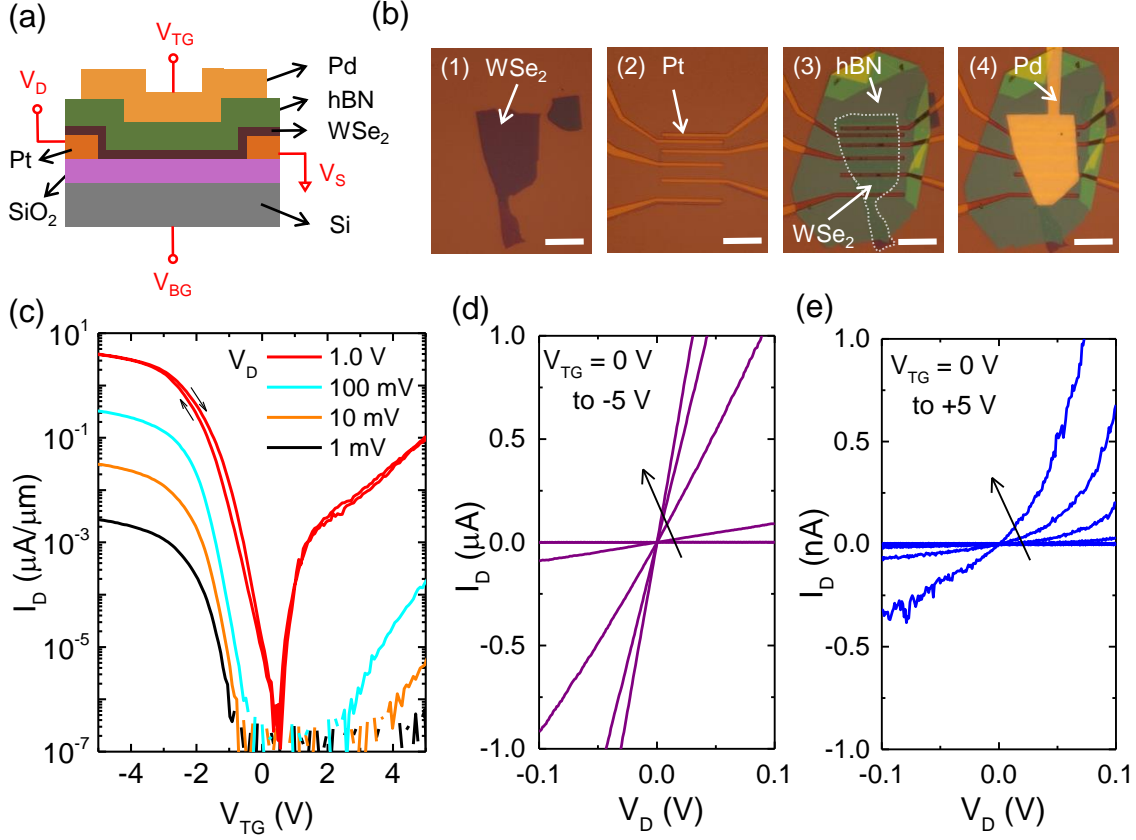 (a)
V_TG
V_D
Pd
hBN
WSe₂
Pt
V_S
SiO₂
Si
V_BG
(b)
(1) WSe₂
(2) Pt
(3) hBN
WSe₂
(4) Pd
(c)
10¹
10⁻¹
10⁻³
10⁻⁵
10⁻⁷
I_D (μA/μm)
V_D
1.0 V
100 mV
10 mV
1 mV
-4 -2 0 2 4
V_TG (V)
(d)
V_TG = 0 V
to -5 V
1.0
0.5
0.0
-0.5
-1.0
I_D (μA)
-0.1 0.0 0.1
V_D (V)
(e)
V_TG = 0 V
to +5 V
1.0
0.5
0.0
-0.5
-1.0
I_D (nA)
-0.1 0.0 0.1
V_D (V)